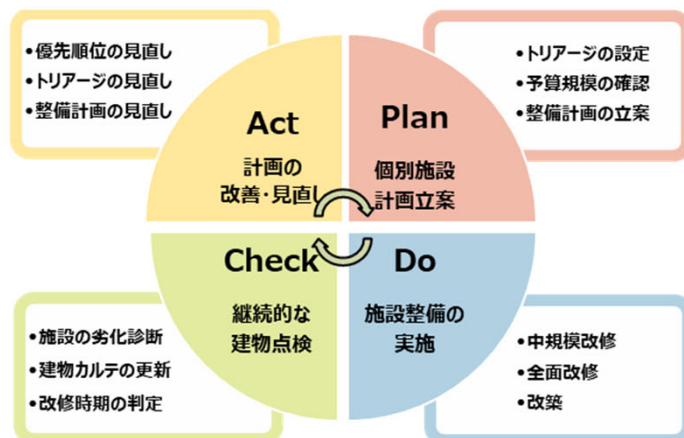 •優先順位の見直し
•トリアージの見直し
•整備計画の見直し
Act
計画の
改善・見直し
•トリアージの設定
•予算規模の確認
•整備計画の立案
Plan
個別施設
計画立案
Check
継続的な
建物点検
•施設の劣化診断
•建物カルテの更新
•改修時期の判定
Do
施設整備の
実施
•中規模改修
•全面改修
•改築